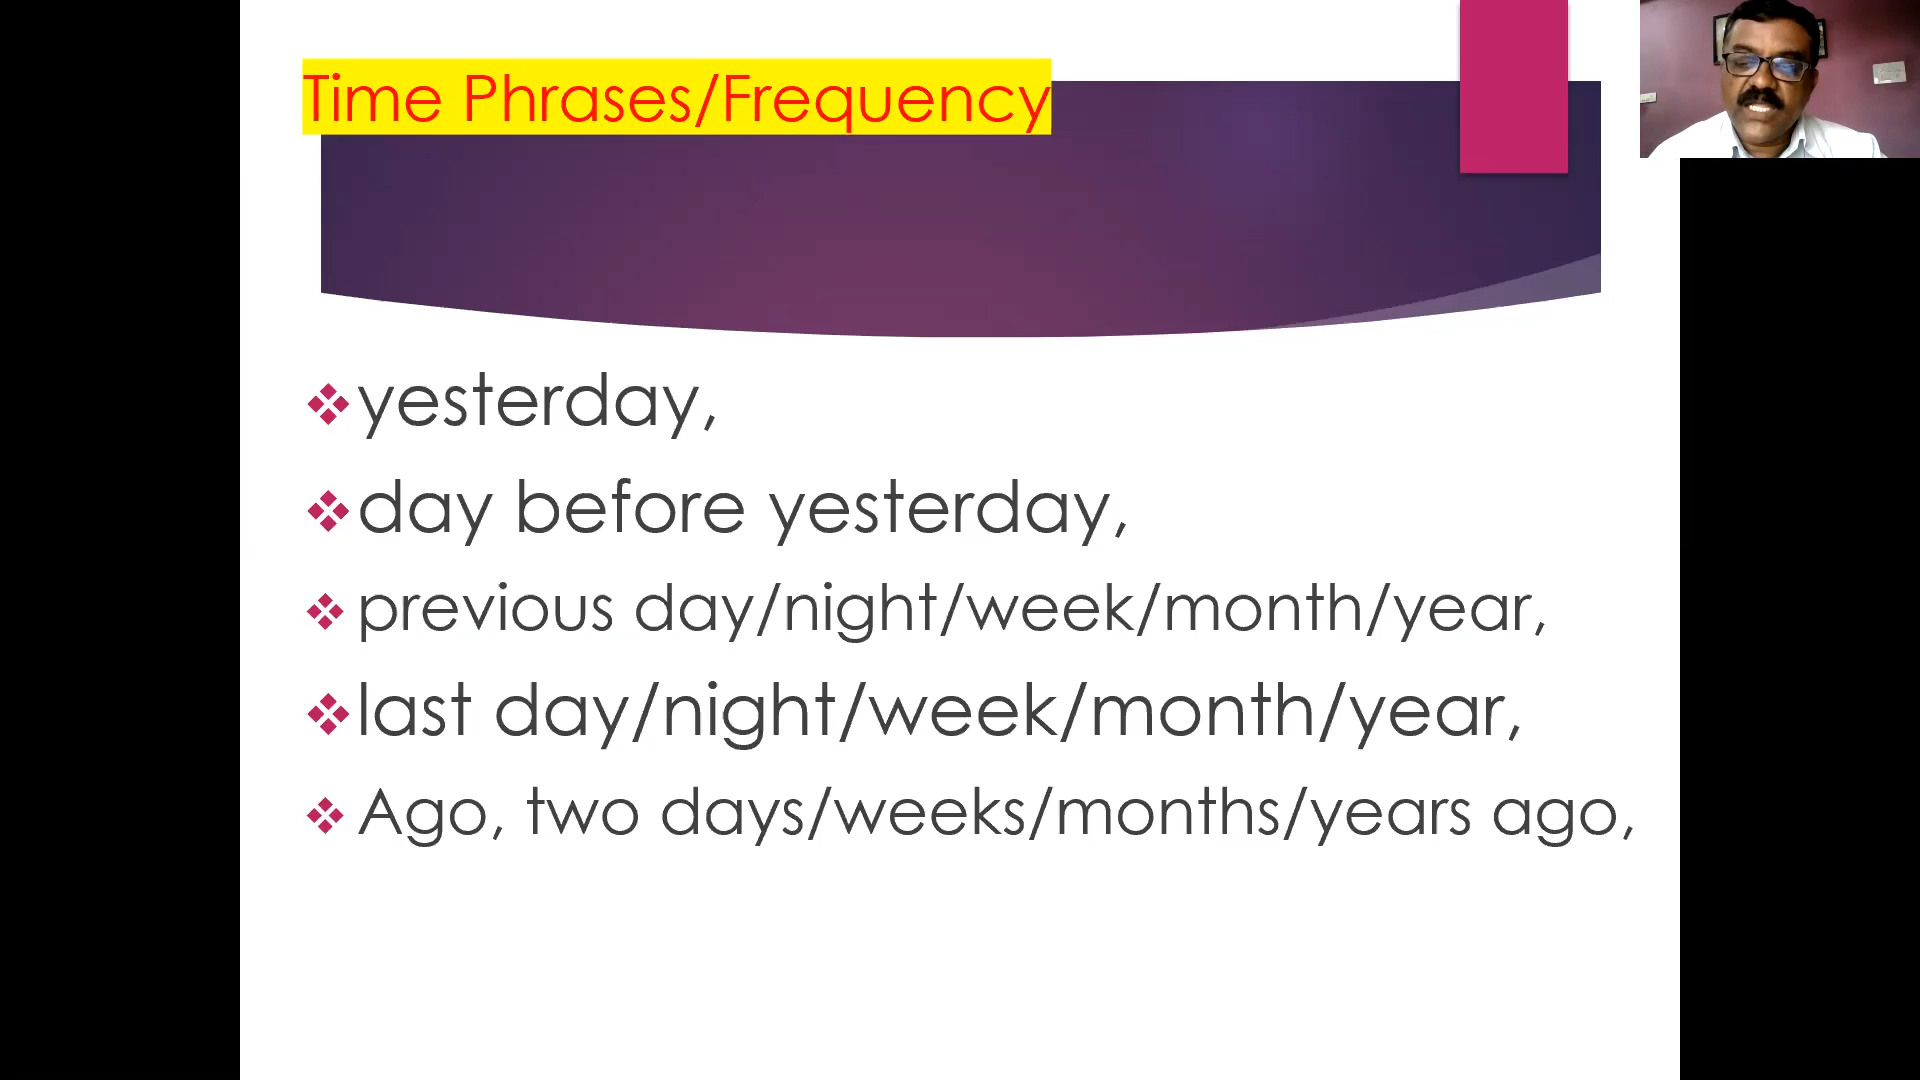 Time Phrases/Frequency
yesterday,
day before yesterday,
previous day/night/week/month/year,
last day/night/week/month/year,
Ago, two days/weeks/months/years ago,